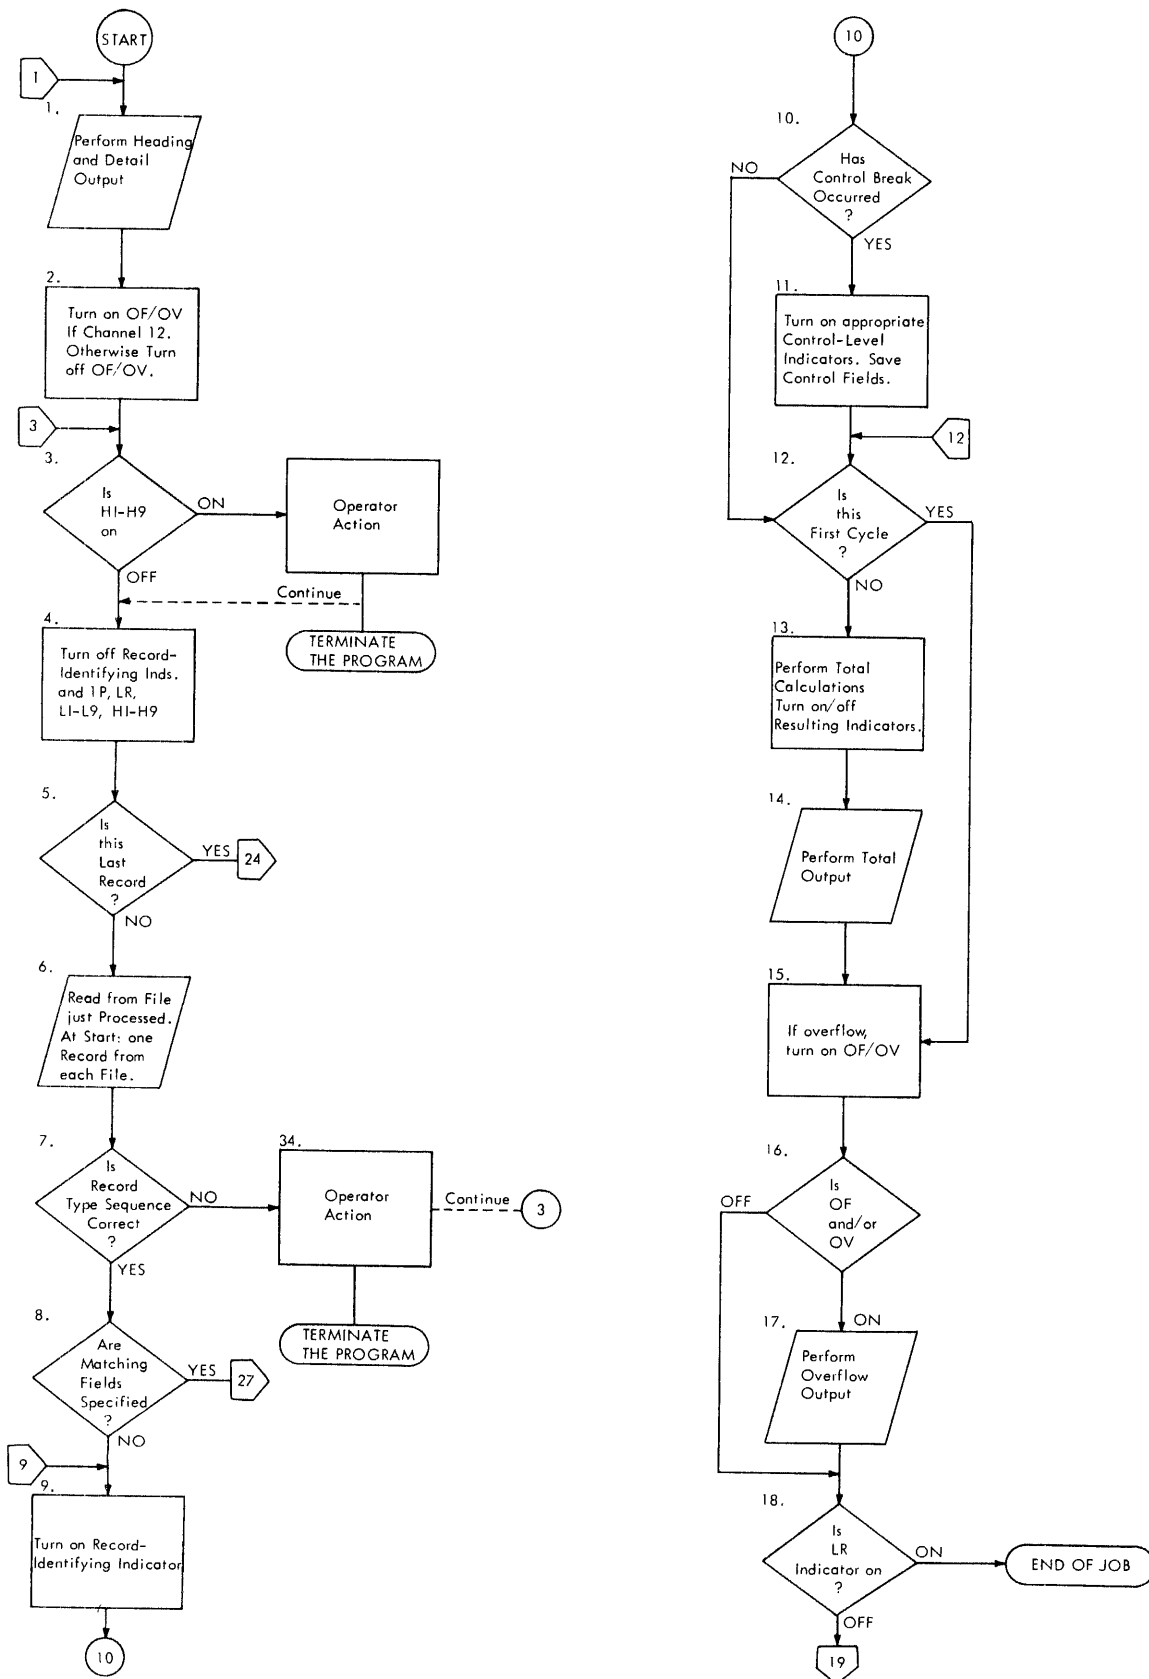 START
1
1.
Perform Heading
and Detail
Output
2.
Turn on OF/OV
If Channel 12.
Otherwise Turn
off OF/OV.
3
3.
Is
HI-H9
on
ON
OFF
Operator
Action
Continue
TERMINATE
THE PROGRAM
4.
Turn off Record-
Identifying Inds.
and 1P, LR,
LI-L9, HI-H9
5.
Is
this
Last
Record
?
YES
24
NO
6.
Read from File
just Processed.
At Start: one
Record from
each File.
7.
Is
Record
Type Sequence
Correct
?
NO
YES
34.
Operator
Action
Continue
3
TERMINATE
THE PROGRAM
8.
Are
Matching
Fields
Specified
?
YES
27
NO
9
9.
Turn on Record-
Identifying Indicator
10
10
10.
Has
Control Break
Occurred
?
NO
YES
11.
Turn on appropriate
Control-Level
Indicators. Save
Control Fields.
12
12.
Is
this
First Cycle
?
YES
NO
13.
Perform Total
Calculations
Turn on/off
Resulting Indicators.
14.
Perform Total
Output
15.
If overflow,
turn on OF/OV
16.
Is
OF
and/or
OV
OFF
ON
17.
Perform
Overflow
Output
18.
Is
LR
Indicator on
?
ON
END OF JOB
OFF
19